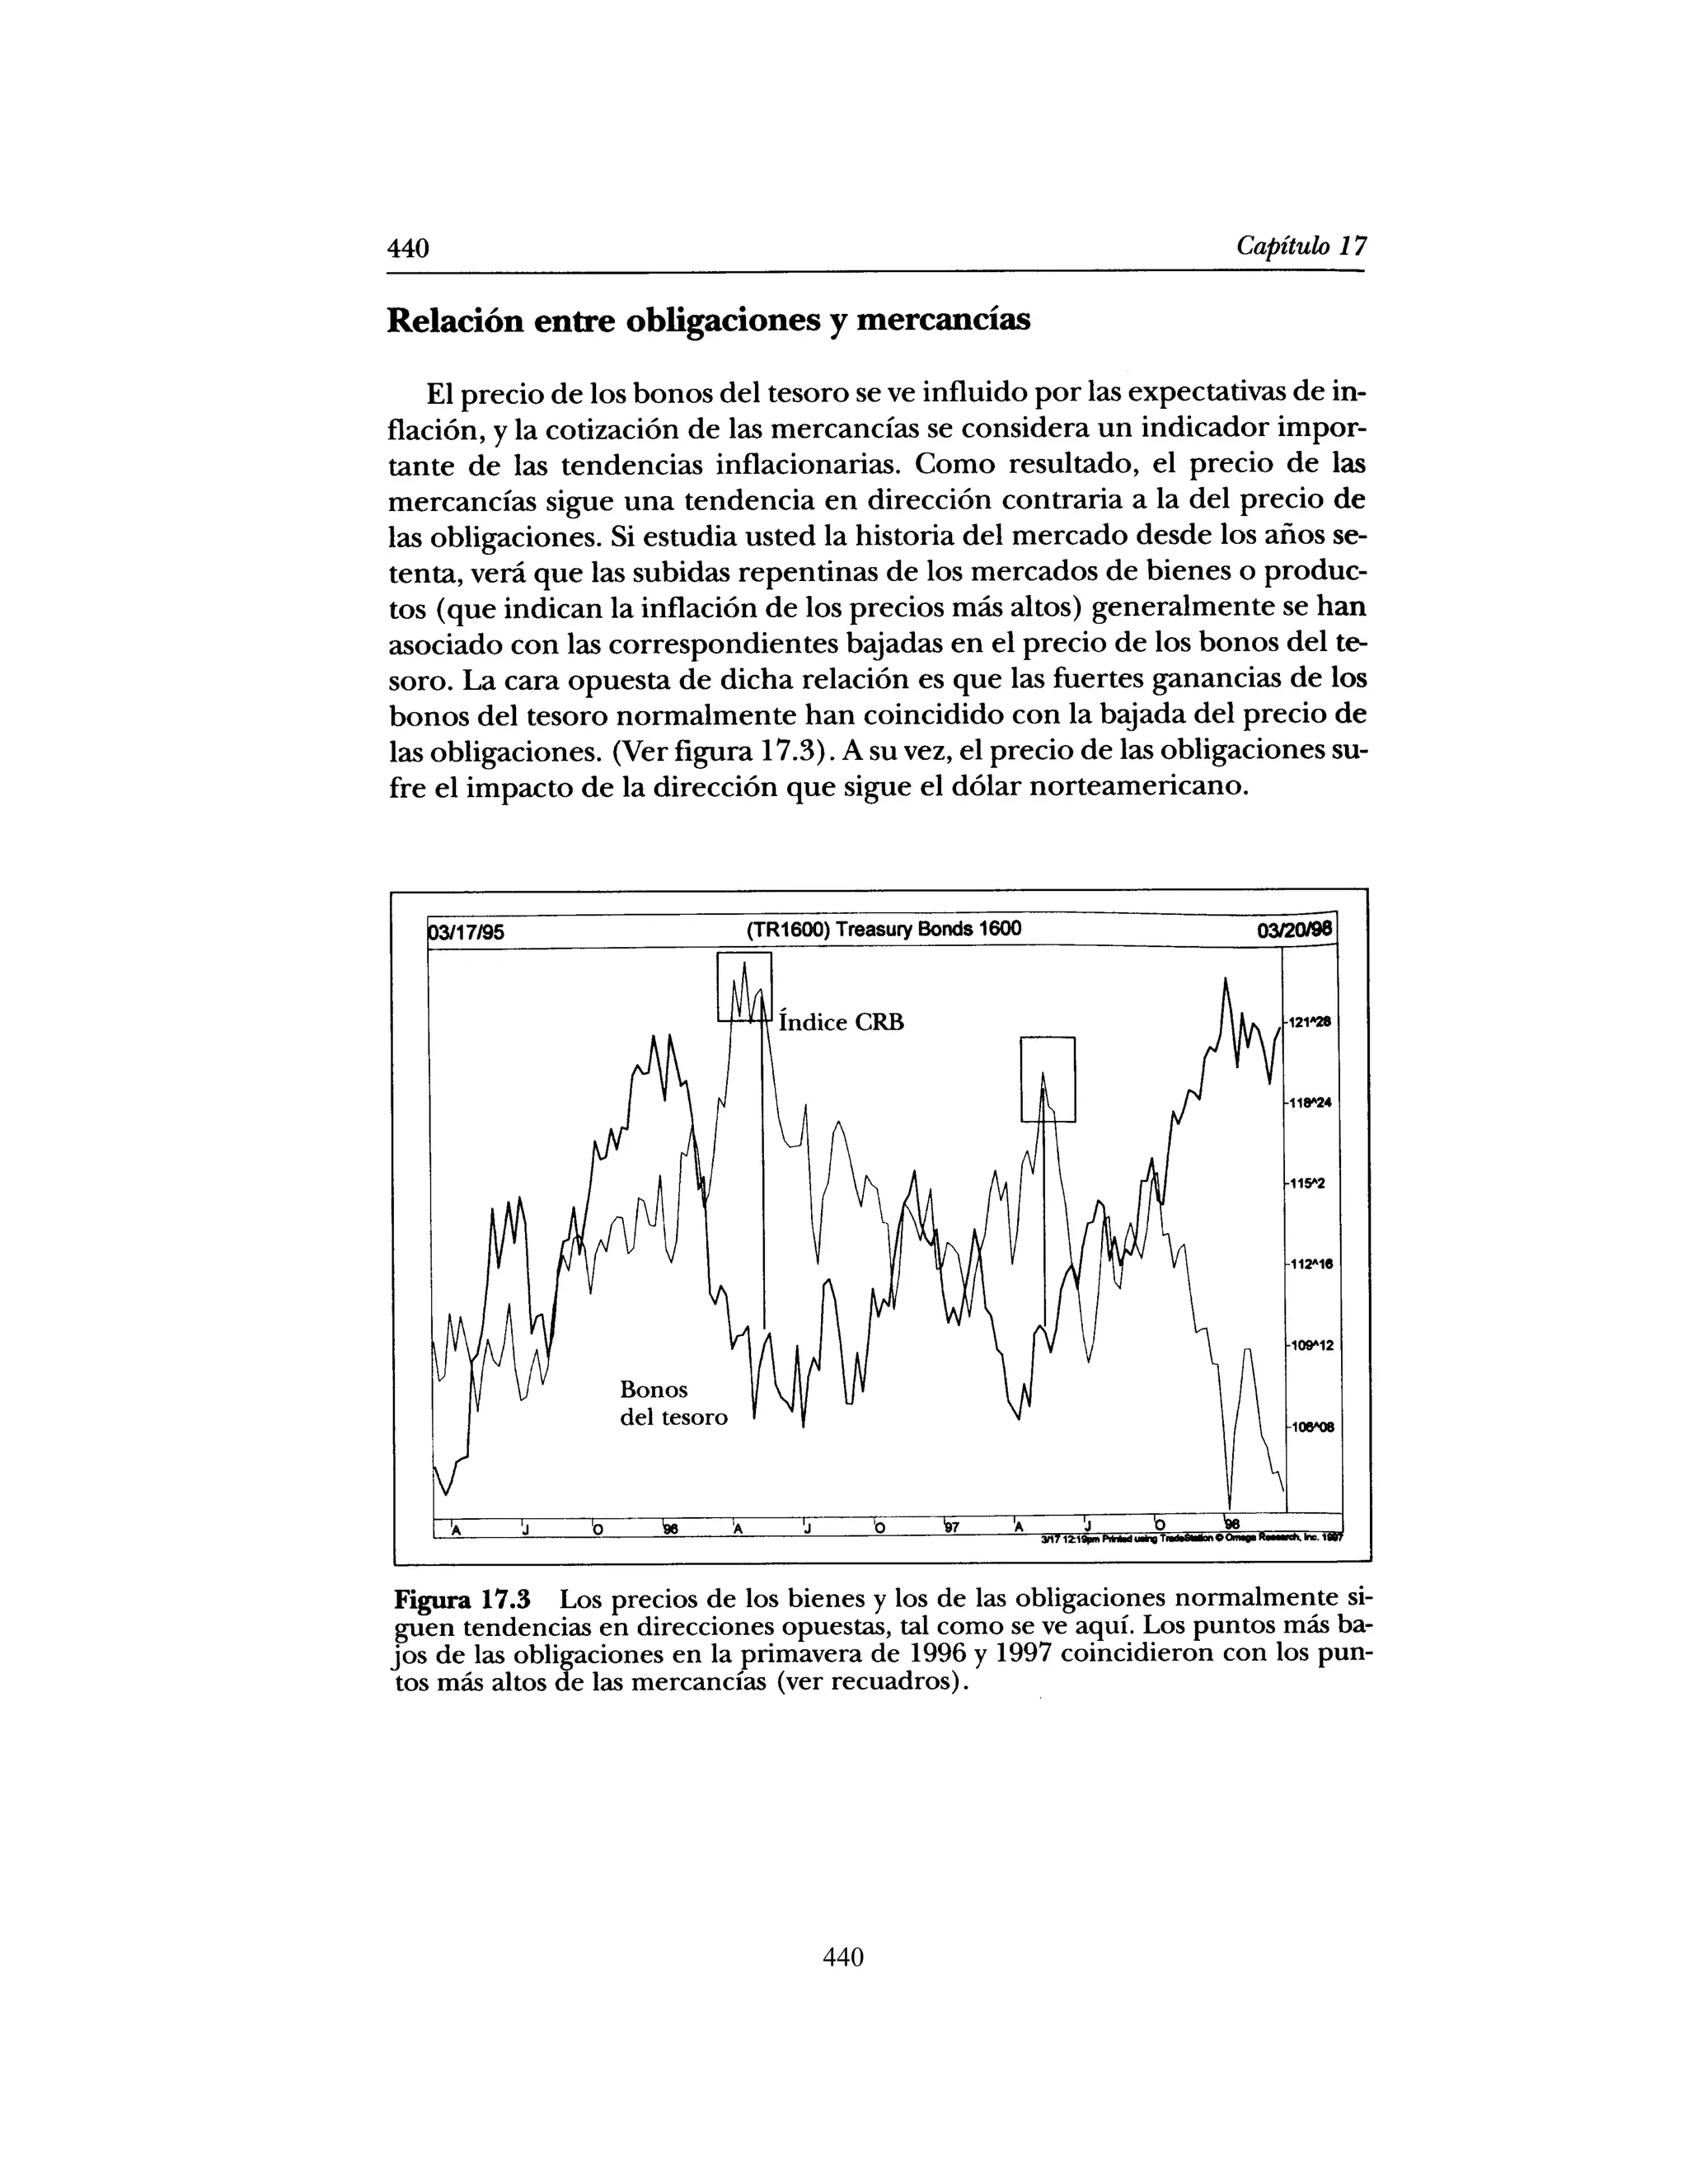 440 Capítulo 17
Relación entre obligaciones y mercancías
El precio de los bonos del tesoro se ve influido por las expectativas de in-
flación, y la cotización de las mercancías se considera un indicador impor-
tante de las tendencias inflacionarias. Como resultado, el precio de las
mercancías sigue una tendencia en dirección contraria a la del precio de
las obligaciones. Si estudia usted la historia del mercado desde los años se-
tenta, verá que las subidas repentinas de los mercados de bienes o produc-
tos (que indican la inflación de los precios más altos) generalmente se han
asociado con las correspondientes bajadas en el precio de los bonos del te-
soro. La cara opuesta de dicha relación es que las fuertes ganancias de los
bonos del tesoro normalmente han coincidido con la bajada del precio de
las obligaciones. (Ver figura 17.3). A su vez, el precio de las obligaciones su-
fre el impacto de la dirección que sigue el dólar norteamericano.
03/17/95 (TR1600) Treasury Bonds 1600 03/20/98
Índice CRB
121^28
118^24
115^2
112^16
109^12
106^08
Bonos
del tesoro
'A 'J 'O '96 'A 'J 'O '97 'A 'J 'O '98
3/17 12:19pm Printed using TradeStation © Omega Research, Inc. 1997
Figura 17.3 Los precios de los bienes y los de las obligaciones normalmente si-
guen tendencias en direcciones opuestas, tal como se ve aquí. Los puntos más ba-
jos de las obligaciones en la primavera de 1996 y 1997 coincidieron con los pun-
tos más altos de las mercancías (ver recuadros).
440